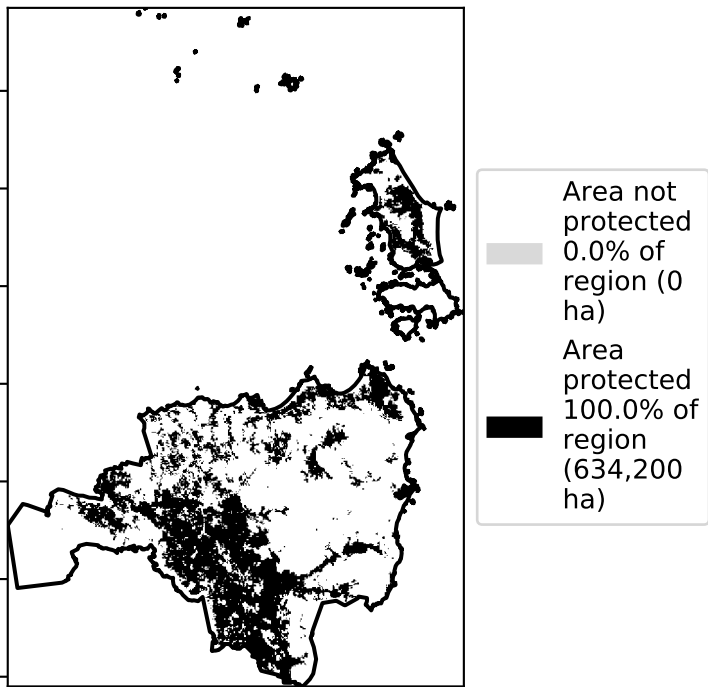 Area not
protected
0.0% of
region (0
ha)
Area
protected
100.0% of
region
(634,200
ha)